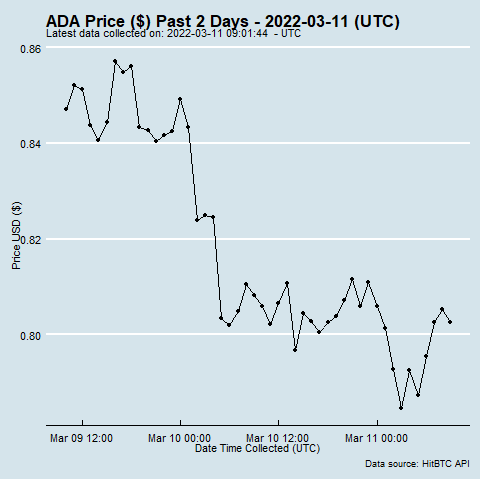 ADA Price ($) Past 2 Days - 2022-03-11 (UTC)
Latest data collected on: 2022-03-11 09:01:44 - UTC
0.86
0.84
0.82
0.80
Price USD ($)
Mar 09 12:00
Mar 10 00:00
Mar 10 12:00
Mar 11 00:00
Date Time Collected (UTC)
Data source: HitBTC API